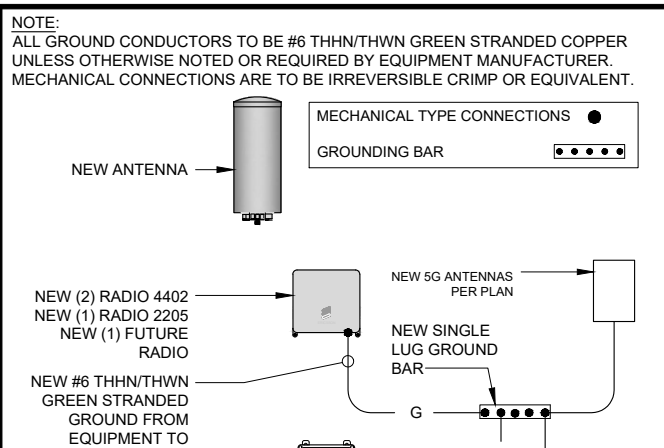 NOTE:
ALL GROUND CONDUCTORS TO BE #6 THHN/THWN GREEN STRANDED COPPER
UNLESS OTHERWISE NOTED OR REQUIRED BY EQUIPMENT MANUFACTURER.
MECHANICAL CONNECTIONS ARE TO BE IRREVERSIBLE CRIMP OR EQUIVALENT.
MECHANICAL TYPE CONNECTIONS
GROUNDING BAR
NEW ANTENNA
NEW 5G ANTENNAS
PER PLAN
NEW (2) RADIO 4402
NEW (1) RADIO 2205
NEW (1) FUTURE
RADIO
NEW SINGLE
LUG GROUND
BAR
NEW #6 THHN/THWN
GREEN STRANDED
GROUND FROM
EQUIPMENT TO
G